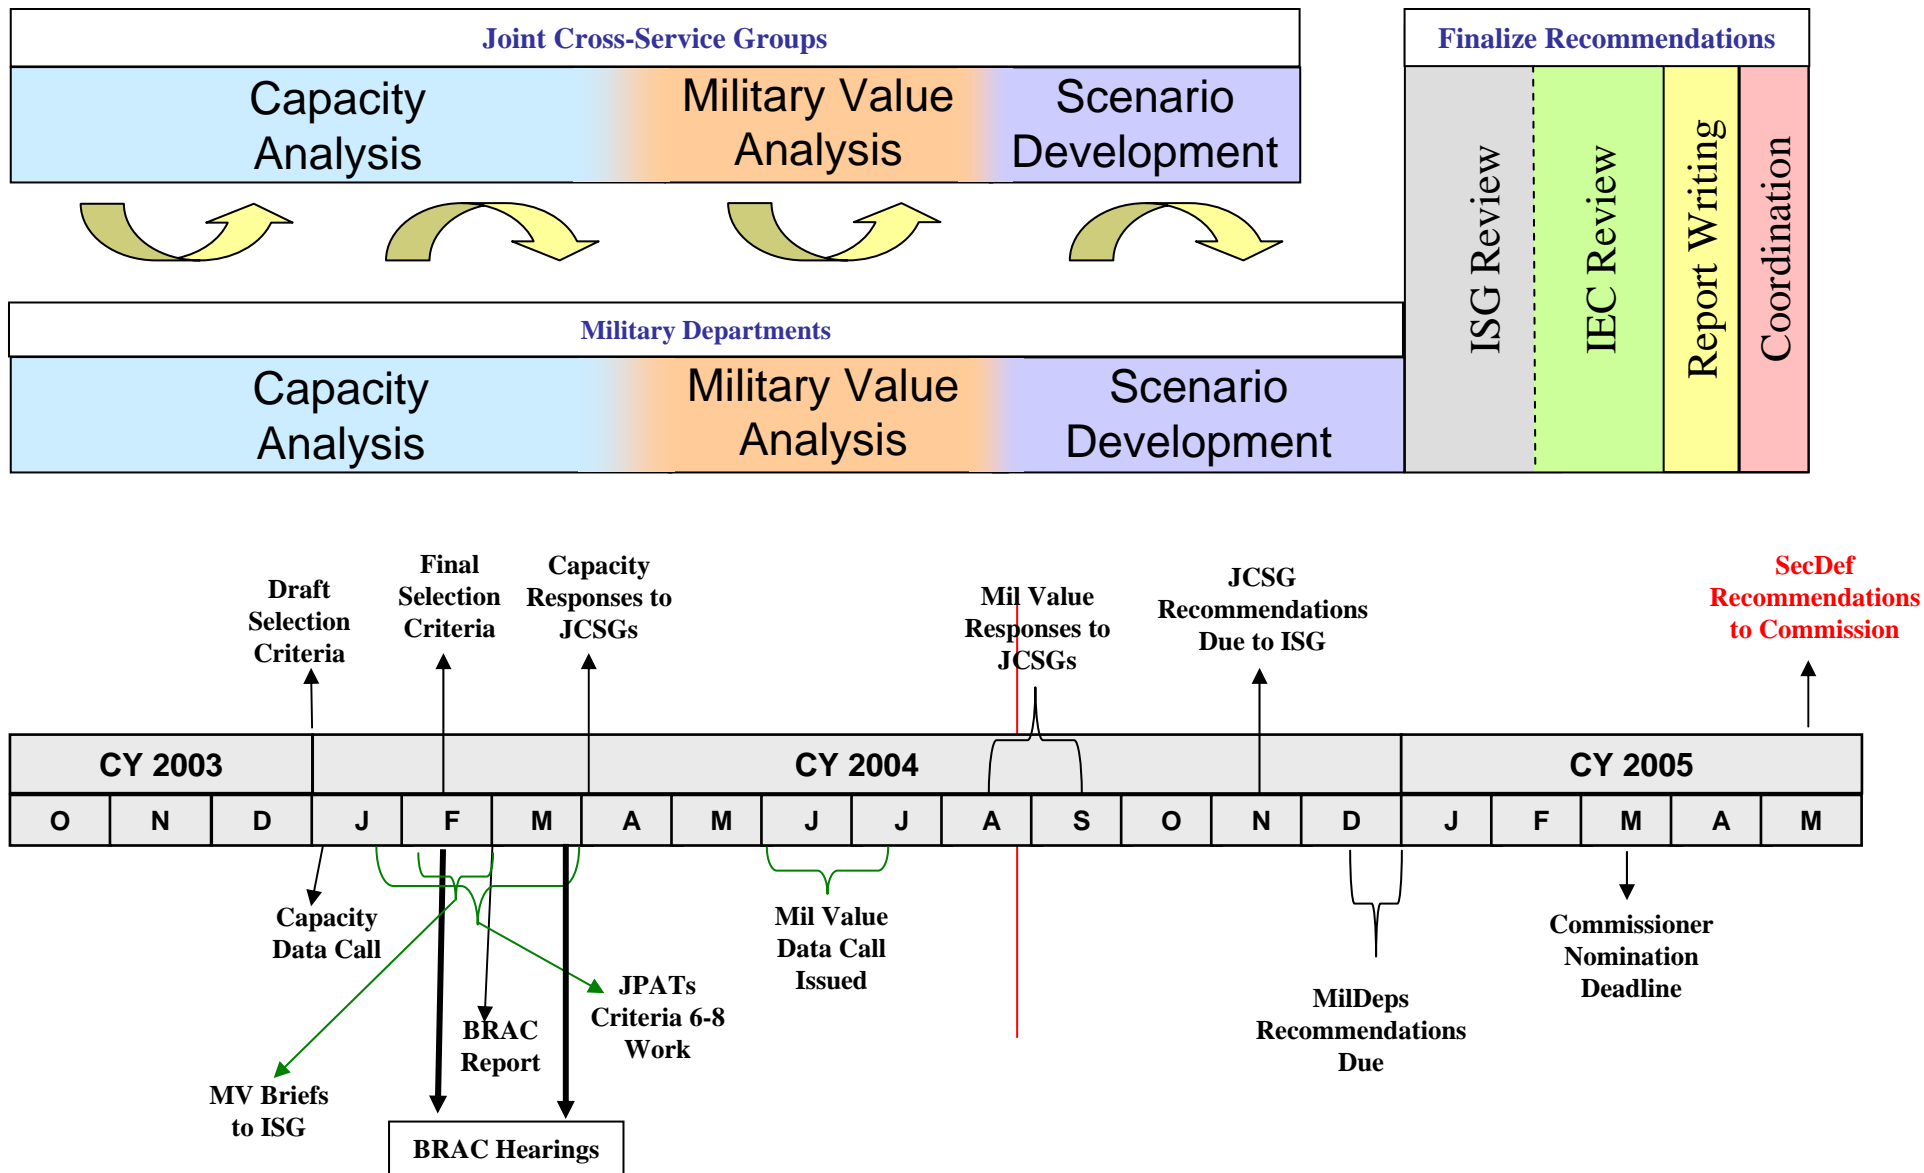 Joint Cross-Service Groups
Finalize Recommendations
Capacity
Analysis
Military Value
Analysis
Scenario
Development
ISG Review
IEC Review
Report Writing
Coordination
Military Departments
Capacity
Analysis
Military Value
Analysis
Scenario
Development
Draft
Selection
Criteria
Final
Selection
Criteria
Capacity
Responses to
JCSGs
Mil Value
Responses to
JCSGs
JCSG
Recommendations
Due to ISG
SecDef
Recommendations
to Commission
CY 2003
CY 2004
CY 2005
O N D J F M A M J J A S O N D J F M A M
Capacity
Data Call
MV Briefs
to ISG
BRAC
Report
BRAC Hearings
JPATs
Criteria 6-8
Work
Mil Value
Data Call
Issued
MilDeps
Recommendations
Due
Commissioner
Nomination
Deadline